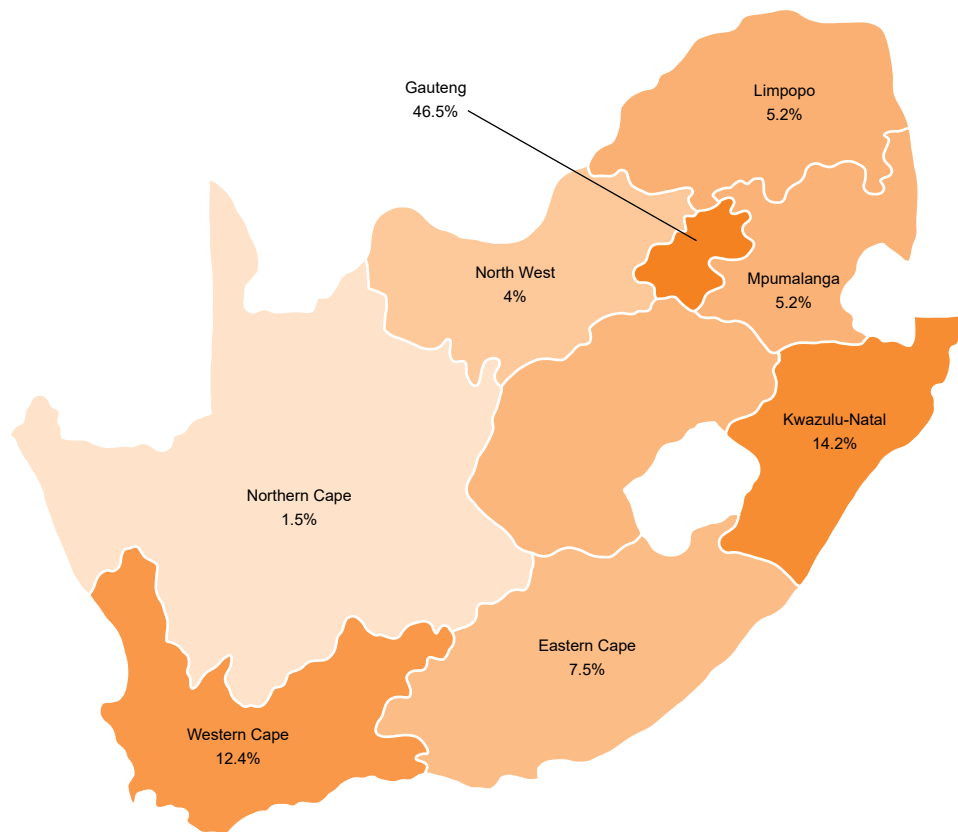 Gauteng
46.5%
Limpopo
5.2%
North West
4%
Mpumalanga
5.2%
Kwazulu-Natal
14.2%
Northern Cape
1.5%
Eastern Cape
7.5%
Western Cape
12.4%